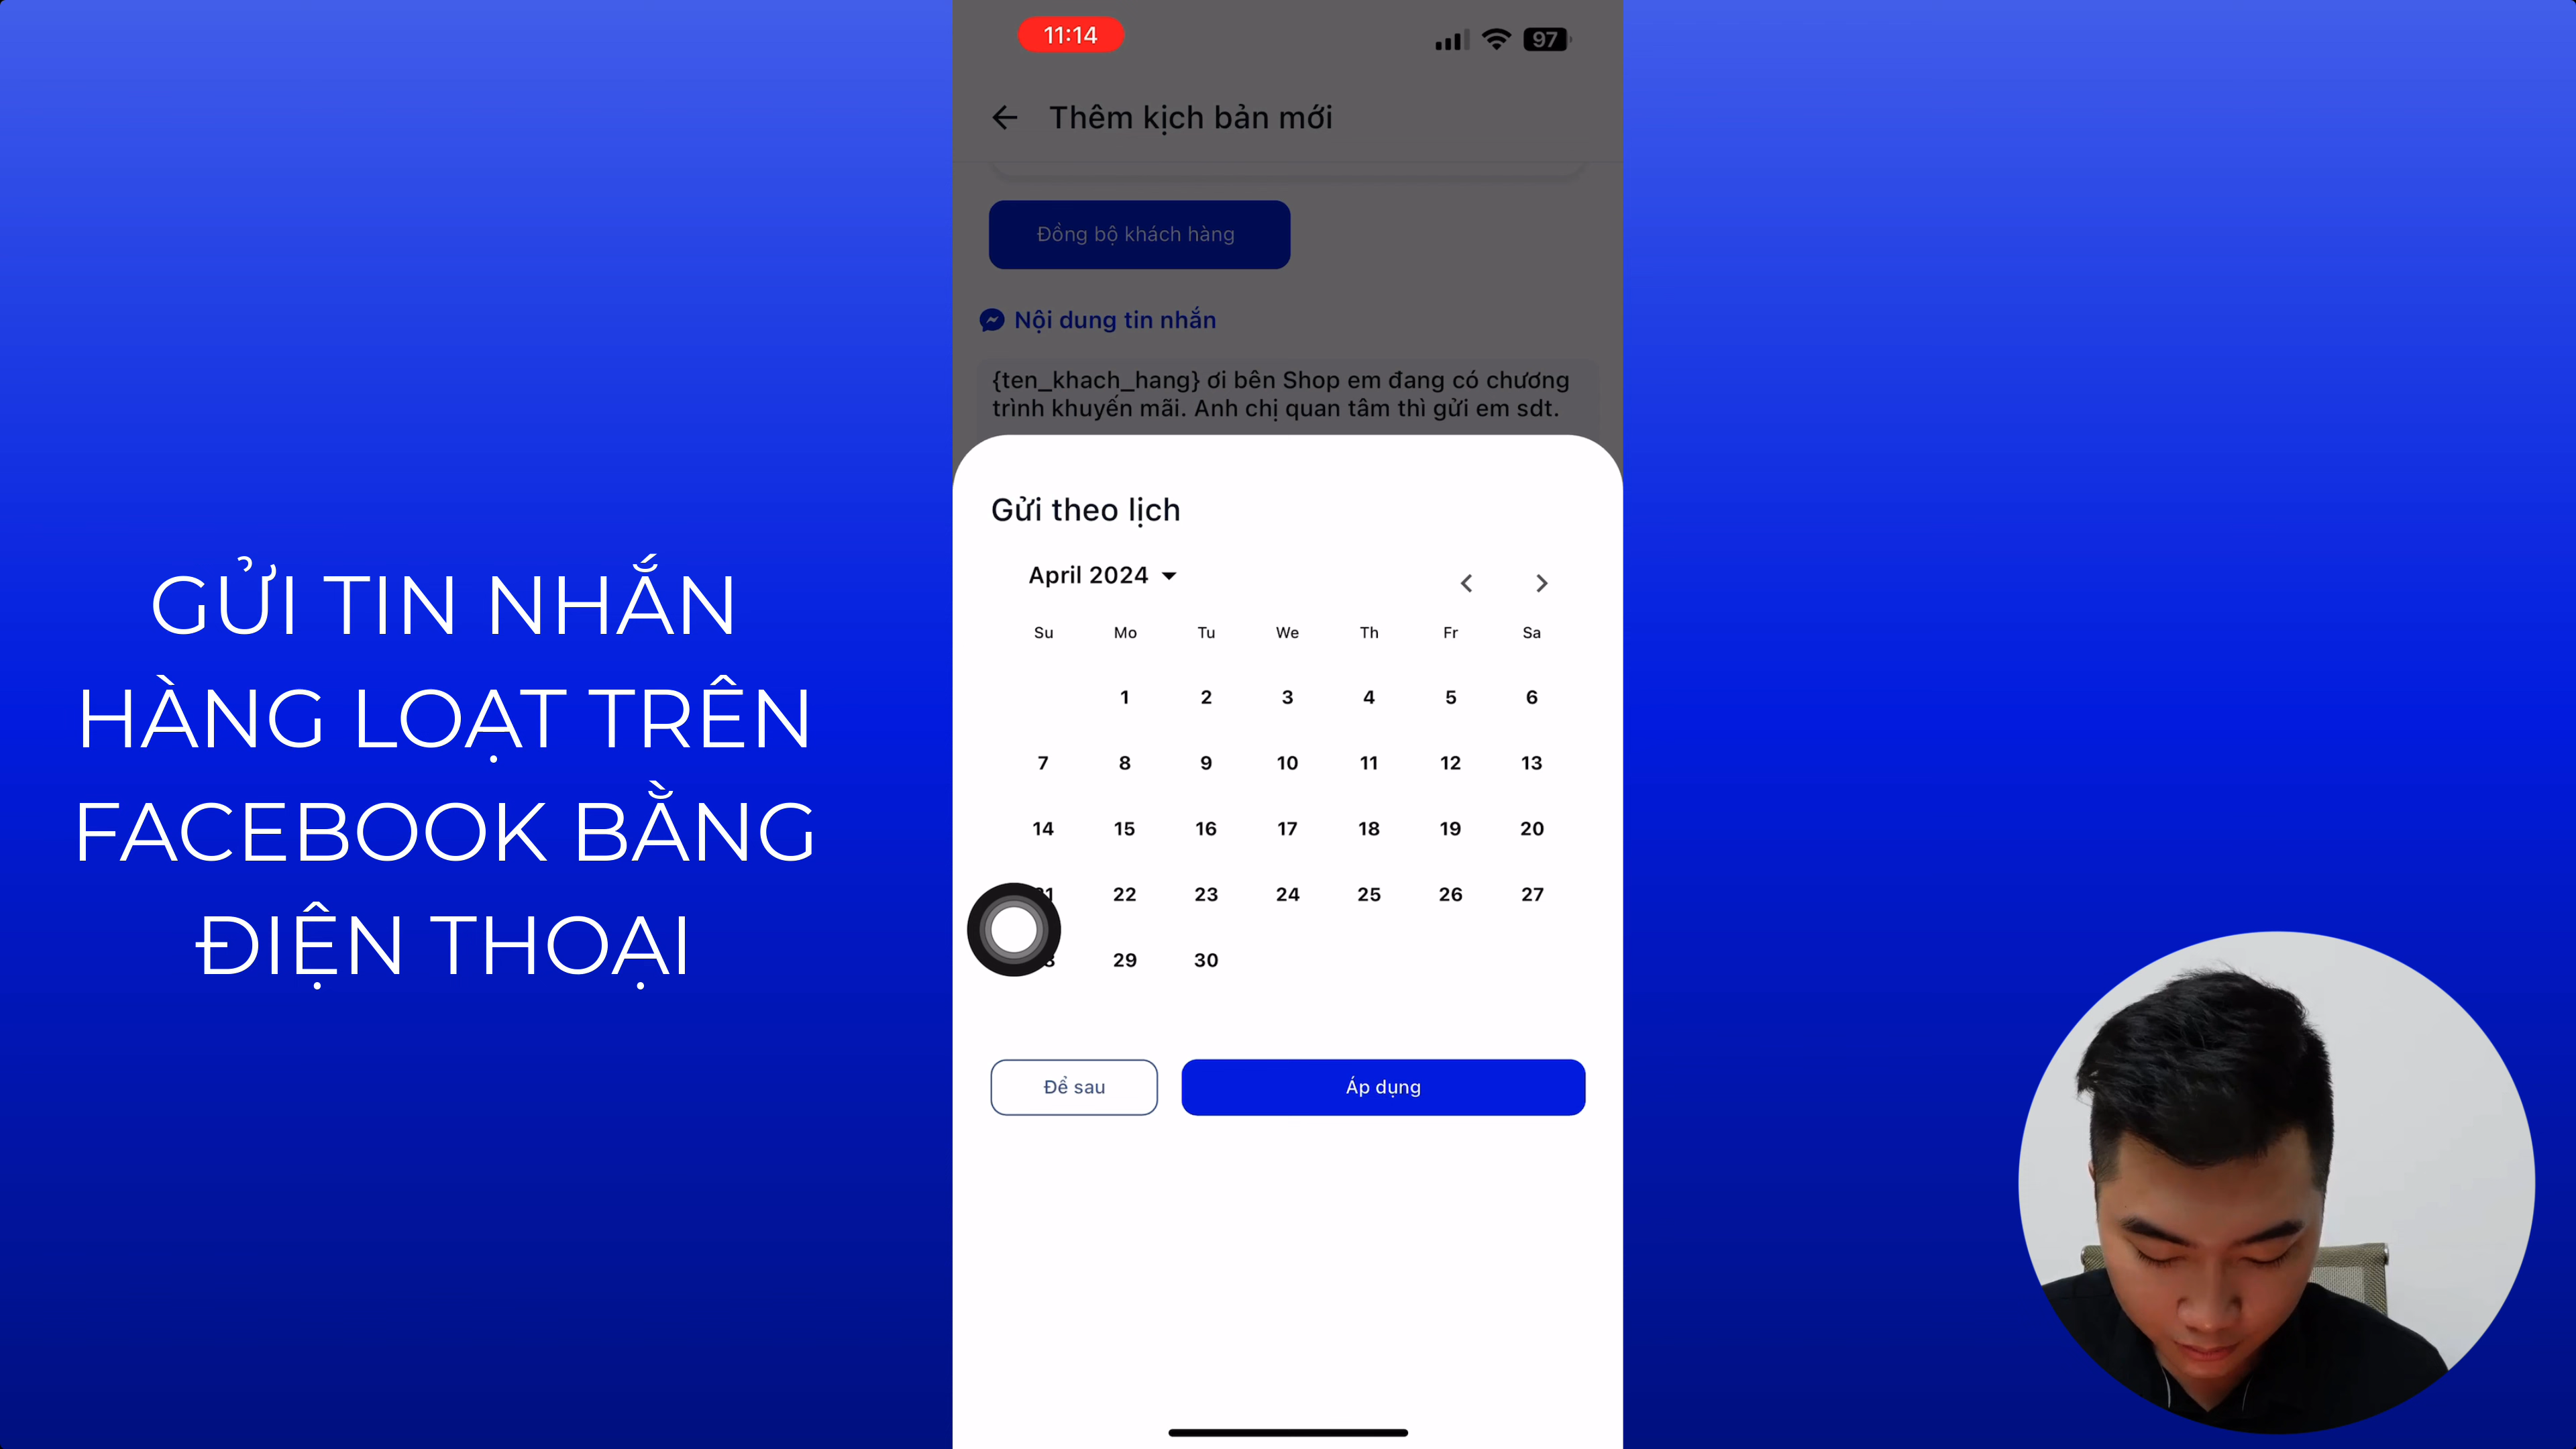 GỬI TIN NHẮN
HÀNG LOẠT TRÊN
FACEBOOK BẰNG
ĐIỆN THOẠI
11:14
97
Thêm kịch bản mới
Đồng bộ khách hàng
Nội dung tin nhắn
{ten_khach_hang} ơi bên Shop em đang có chương
trình khuyến mãi. Anh chị quan tâm thì gửi em sdt.
Gửi theo lịch
April 2024
Su Mo Tu We Th Fr Sa
1 2 3 4 5 6
7 8 9 10 11 12 13
14 15 16 17 18 19 20
22 23 24 25 26 27
29 30
Để sau
Áp dụng